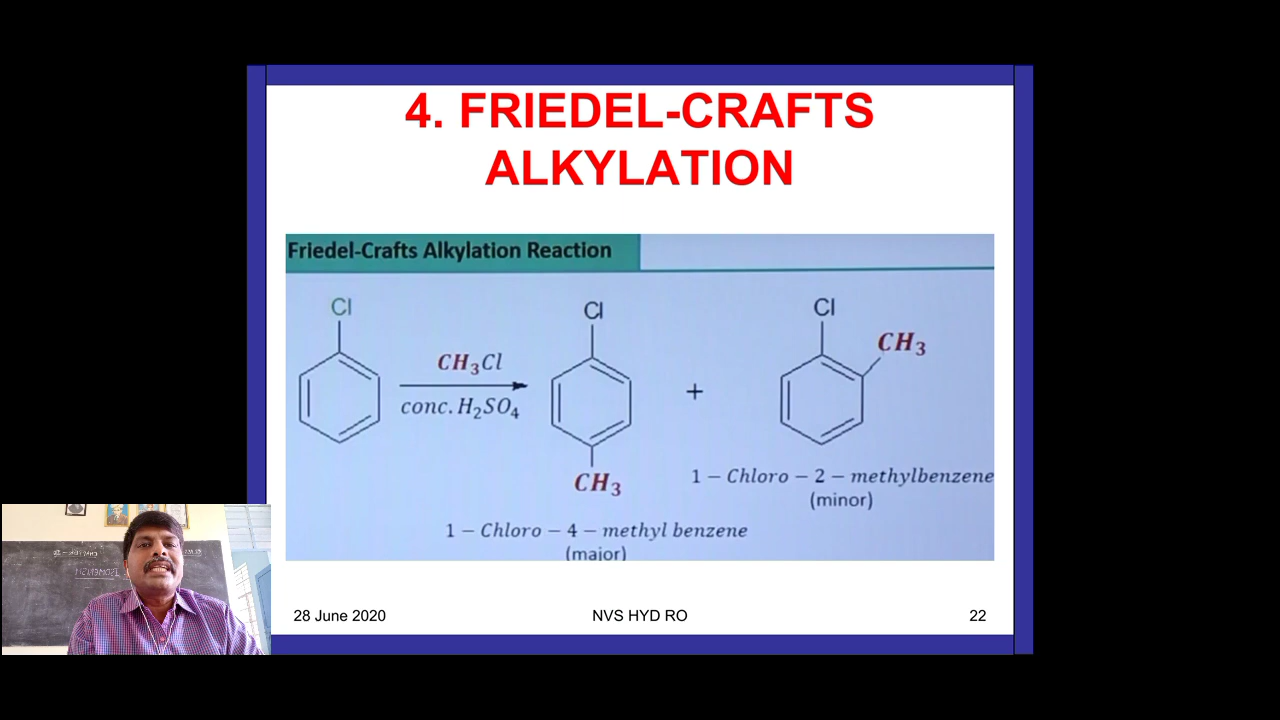 4. FRIEDEL-CRAFTS
ALKYLATION
Friedel-Crafts Alkylation Reaction
Cl
Cl
Cl
CH₃
CH₃Cl
+
conc. H₂SO₄
CH₃
1 – Chloro – 2 – methylbenzene
(minor)
1 – Chloro – 4 – methyl benzene
(major)
28 June 2020
NVS HYD RO
22